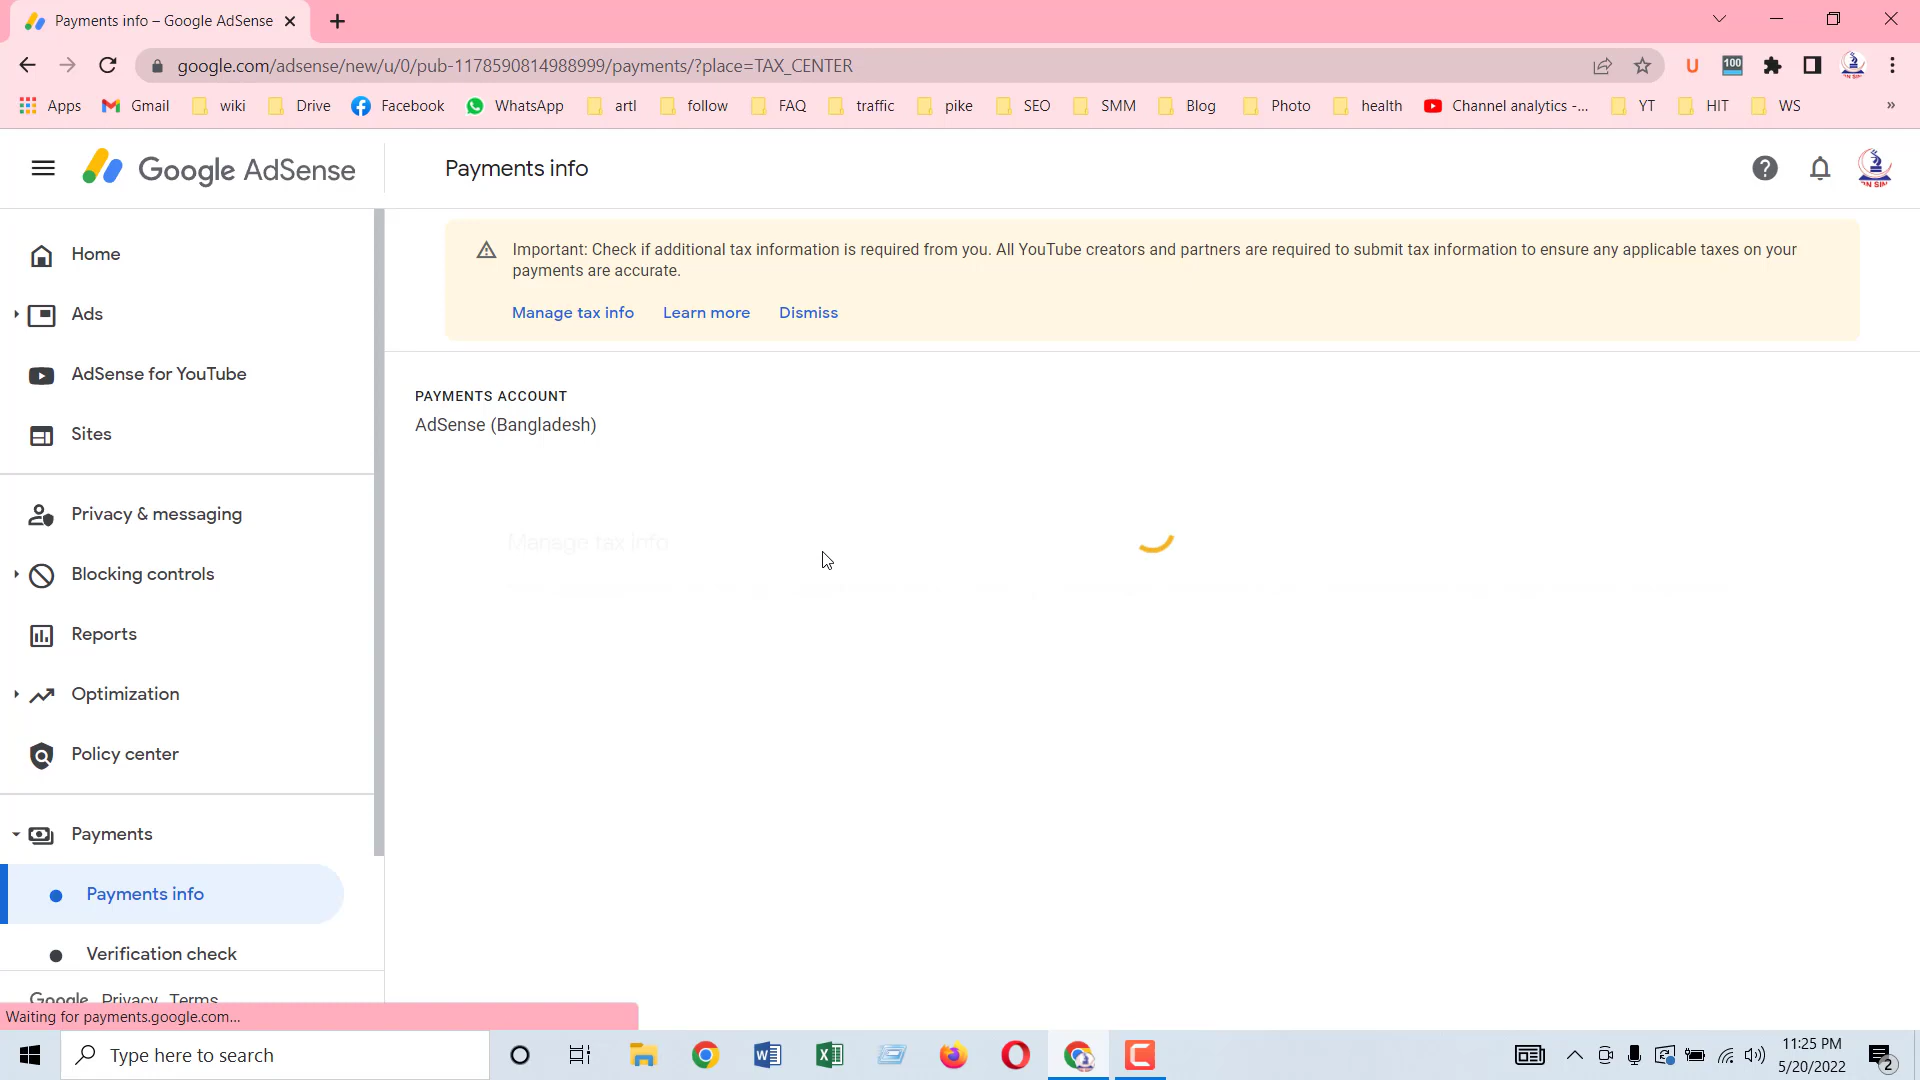 Payments info – Google AdSense
google.com/adsense/new/u/0/pub-1178590814988999/payments/?place=TAX_CENTER
U
100
Apps
Gmail
wiki
Drive
Facebook
WhatsApp
artl
follow
FAQ
traffic
pike
SEO
SMM
Blog
Photo
health
Channel analytics -...
YT
HIT
WS
»
Google AdSense
Payments info
Home
Ads
AdSense for YouTube
Sites
Privacy & messaging
Blocking controls
Reports
Optimization
Policy center
Payments
Payments info
Verification check
Google Privacy Terms
Important: Check if additional tax information is required from you. All YouTube creators and partners are required to submit tax information to ensure any applicable taxes on your
payments are accurate.
Manage tax info
Learn more
Dismiss
PAYMENTS ACCOUNT
AdSense (Bangladesh)
Manage tax info
Waiting for payments.google.com...
Type here to search
11:25 PM
5/20/2022
2